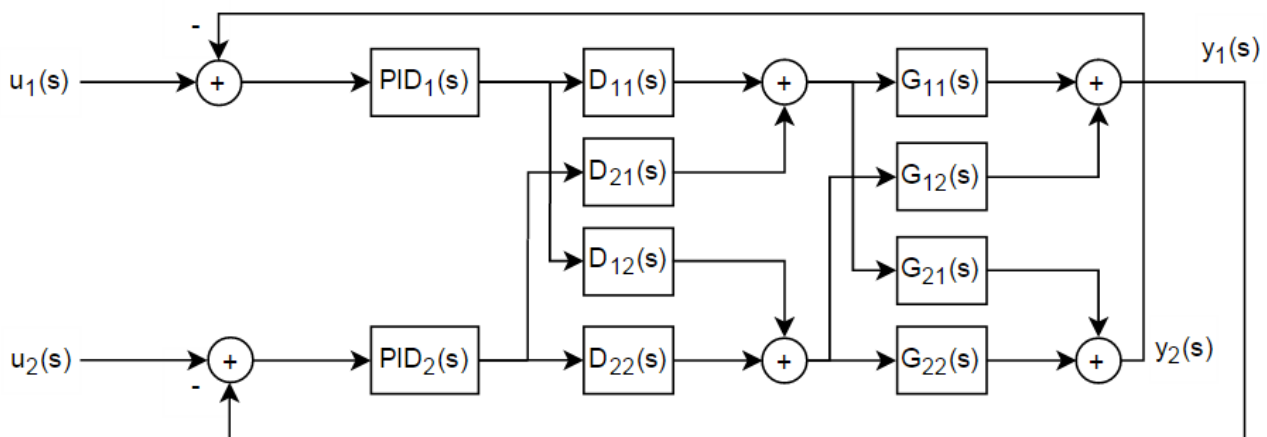 -
u₁(s)
+
PID₁(s)
D₁₁(s)
+
G₁₁(s)
+
y₁(s)
D₂₁(s)
G₁₂(s)
D₁₂(s)
G₂₁(s)
u₂(s)
+
PID₂(s)
D₂₂(s)
+
G₂₂(s)
+
y₂(s)
-